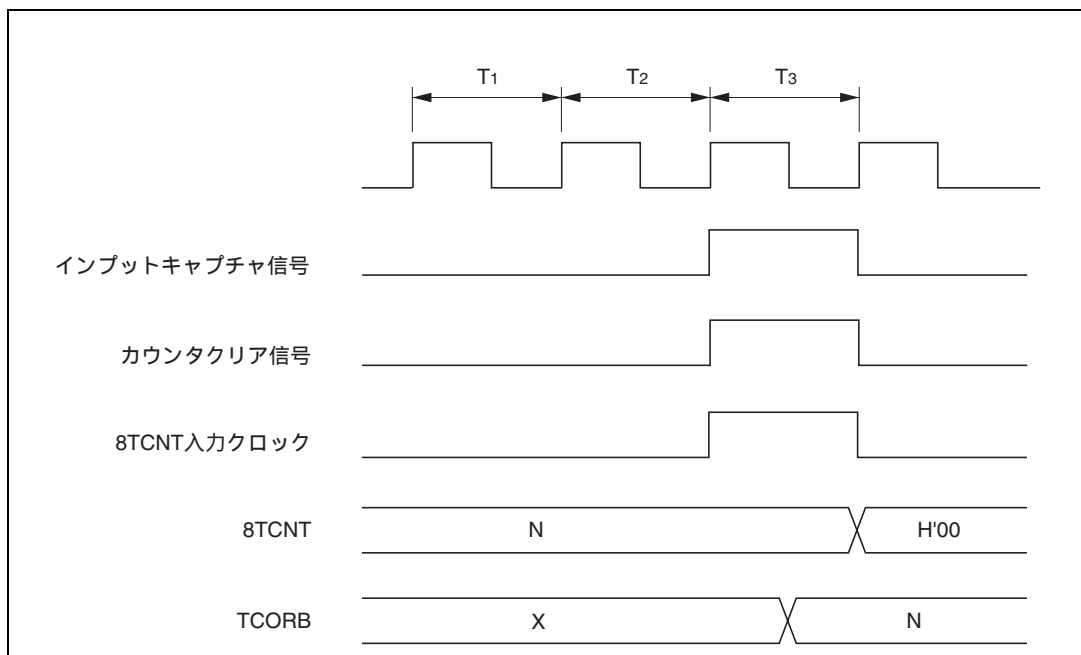 T1 T2 T3
インプットキャプチャ信号
カウンタクリア信号
8TCNT入力クロック
8TCNT N H'00
TCORB X N